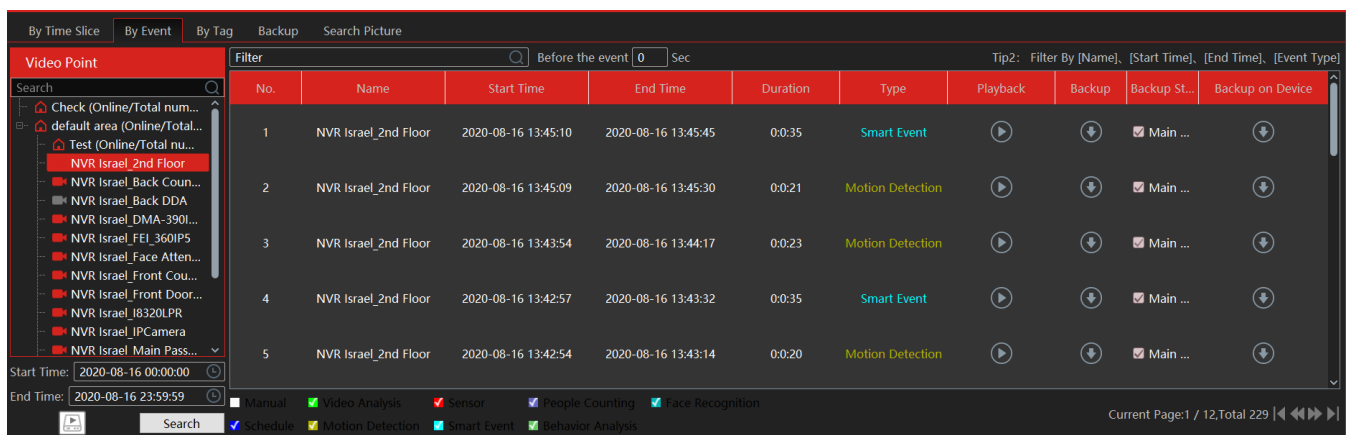 By Time Slice By Event By Tag Backup Search Picture
Video Point
Search
Check (Online/Total num...
default area (Online/Total...
Test (Online/Total nu...
NVR Israel_2nd Floor
NVR Israel_Back Coun...
NVR Israel_Back DDA
NVR Israel_DMA-390I...
NVR Israel_FEI_360IP5
NVR Israel_Face Atten...
NVR Israel_Front Cou...
NVR Israel_Front Door...
NVR Israel_I8320LPR
NVR Israel_IPCamera
NVR Israel_Main Pass...
Start Time: 2020-08-16 00:00:00
End Time: 2020-08-16 23:59:59
Search
Filter Before the event 0 Sec Tip2: Filter By [Name]、[Start Time]、[End Time]、[Event Type]
No. Name Start Time End Time Duration Type Playback Backup Backup St... Backup on Device
1 NVR Israel_2nd Floor 2020-08-16 13:45:10 2020-08-16 13:45:45 0:0:35 Smart Event Main ...
2 NVR Israel_2nd Floor 2020-08-16 13:45:09 2020-08-16 13:45:30 0:0:21 Motion Detection Main ...
3 NVR Israel_2nd Floor 2020-08-16 13:43:54 2020-08-16 13:44:17 0:0:23 Motion Detection Main ...
4 NVR Israel_2nd Floor 2020-08-16 13:42:57 2020-08-16 13:43:32 0:0:35 Smart Event Main ...
5 NVR Israel_2nd Floor 2020-08-16 13:42:54 2020-08-16 13:43:14 0:0:20 Motion Detection Main ...
Manual Video Analysis Sensor People Counting Face Recognition
Schedule Motion Detection Smart Event Behavior Analysis
Current Page:1 / 12,Total 229